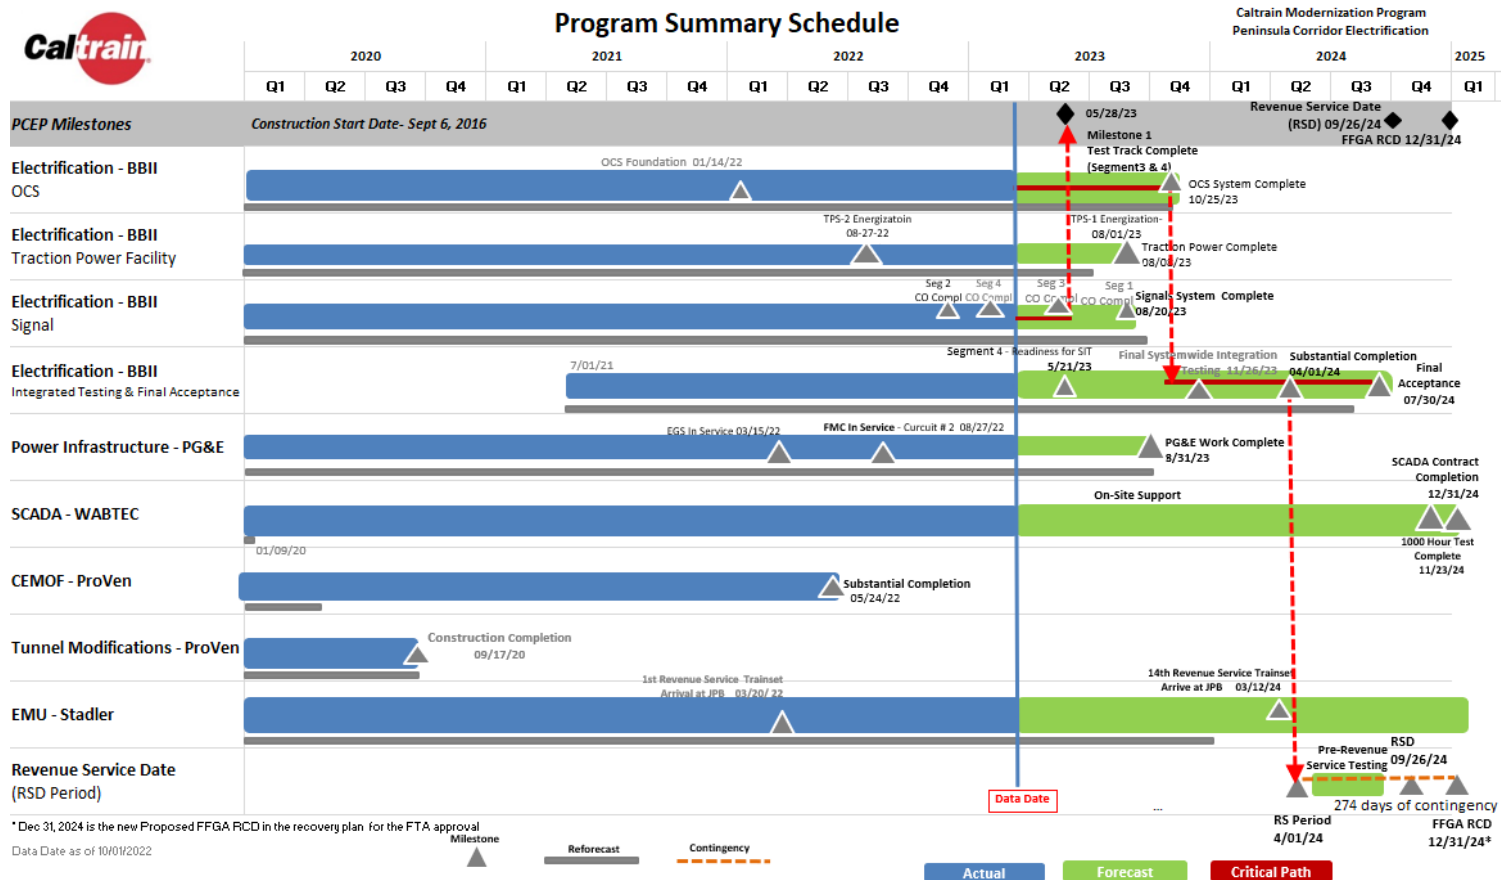 Caltrain
Program Summary Schedule
Caltrain Modernization Program
Peninsula Corridor Electrification
2020 2021 2022 2023 2024 2025
Q1 Q2 Q3 Q4 Q1 Q2 Q3 Q4 Q1 Q2 Q3 Q4 Q1 Q2 Q3 Q4 Q1 Q2 Q3 Q4 Q1
PCEP Milestones
Construction Start Date- Sept 6, 2016
05/28/23
Milestone 1
Test Track Complete
(Segment3 & 4)
Revenue Service Date
(RSD) 09/26/24
FFGA RCD 12/31/24
Electrification - BBII
OCS
OCS Foundation 01/14/22
OCS System Complete
10/25/23
Electrification - BBII
Traction Power Facility
TPS-2 Energizatoin
08-27-22
TPS-1 Energization-
08/01/23
Traction Power Complete
08/08/23
Electrification - BBII
Signal
Seg 2
CO Compl
Seg 4
CO Compl
Seg 3
CO Compl
Seg 1
CO Compl
Signals System Complete
08/20/23
Electrification - BBII
Integrated Testing & Final Acceptance
7/01/21
Segment 4 - Readiness for SIT
5/21/23
Final Systemwide Integration
Testing 11/26/23
Substantial Completion
04/01/24
Final
Acceptance
07/30/24
Power Infrastructure - PG&E
EGS In Service 03/15/22
FMC In Service - Curcuit # 2 08/27/22
PG&E Work Complete
8/31/23
SCADA - WABTEC
01/09/20
On-Site Support
SCADA Contract
Completion
12/31/24
1000 Hour Test
Complete
11/23/24
CEMOF - ProVen
Substantial Completion
05/24/22
Tunnel Modifications - ProVen
Construction Completion
09/17/20
EMU - Stadler
1st Revenue Service Trainset
Arrival at JPB 03/20/ 22
14th Revenue Service Trainset
Arrive at JPB 03/12/24
Revenue Service Date
(RSD Period)
Data Date
...
Pre-Revenue
Service Testing
RSD
09/26/24
274 days of contingency
RS Period
4/01/24
FFGA RCD
12/31/24*
* Dec 31, 2024 is the new Proposed FFGA RCD in the recovery plan for the FTA approval
Data Date as of 10/01/2022
Milestone
Reforecast
Contingency
Actual
Forecast
Critical Path